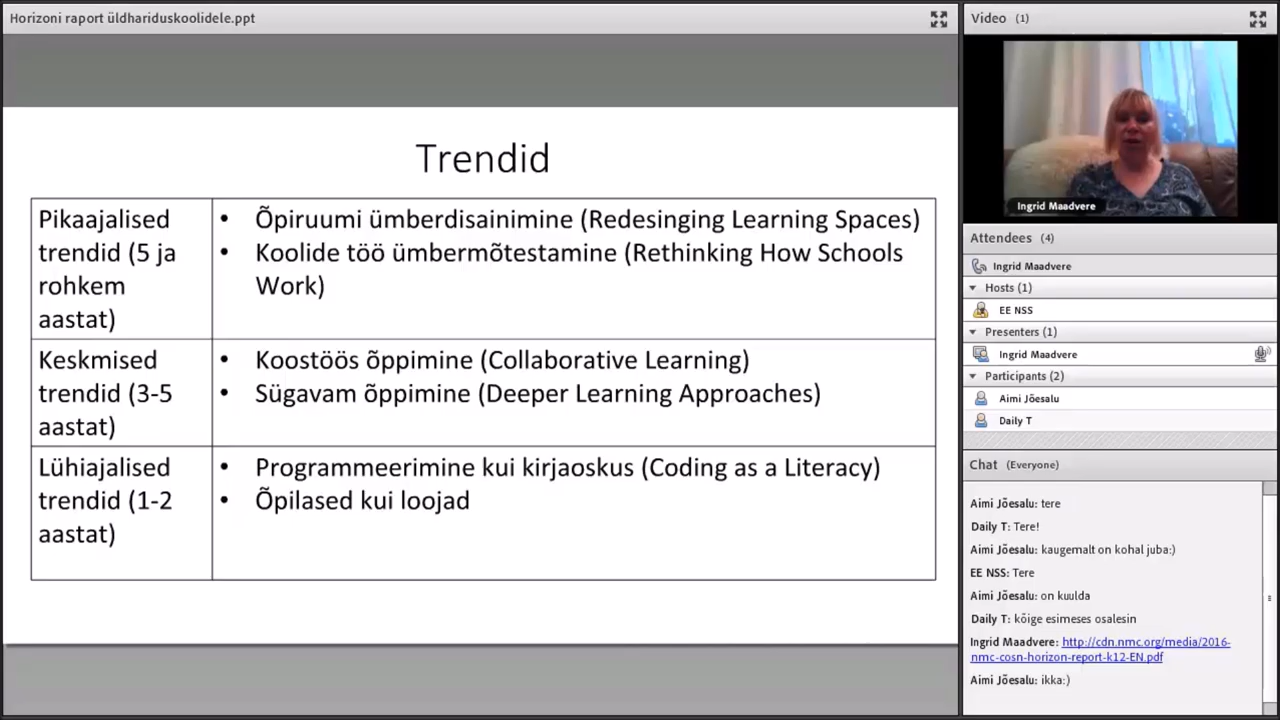 Horizoni raport üldhariduskoolidele.ppt
Trendid
Pikaajalised
trendid (5 ja
rohkem
aastat)
• Õpiruumi ümberdisainimine (Redesinging Learning Spaces)
• Koolide töö ümbermõtestamine (Rethinking How Schools
Work)
Keskmised
trendid (3-5
aastat)
• Koostöös õppimine (Collaborative Learning)
• Sügavam õppimine (Deeper Learning Approaches)
Lühiajalised
trendid (1-2
aastat)
• Programmeerimine kui kirjaoskus (Coding as a Literacy)
• Õpilased kui loojad
Video (1)
Ingrid Maadvere
Attendees (4)
Ingrid Maadvere
Hosts (1)
EE NSS
Presenters (1)
Ingrid Maadvere
Participants (2)
Aimi Jõesalu
Daily T
Chat (Everyone)
Aimi Jõesalu: tere
Daily T: Tere!
Aimi Jõesalu: kaugemalt on kohal juba:)
EE NSS: Tere
Aimi Jõesalu: on kuulda
Daily T: kõige esimeses osalesin
Ingrid Maadvere: http://cdn.nmc.org/media/2016-
nmc-cosn-horizon-report-k12-EN.pdf
Aimi Jõesalu: ikka:)